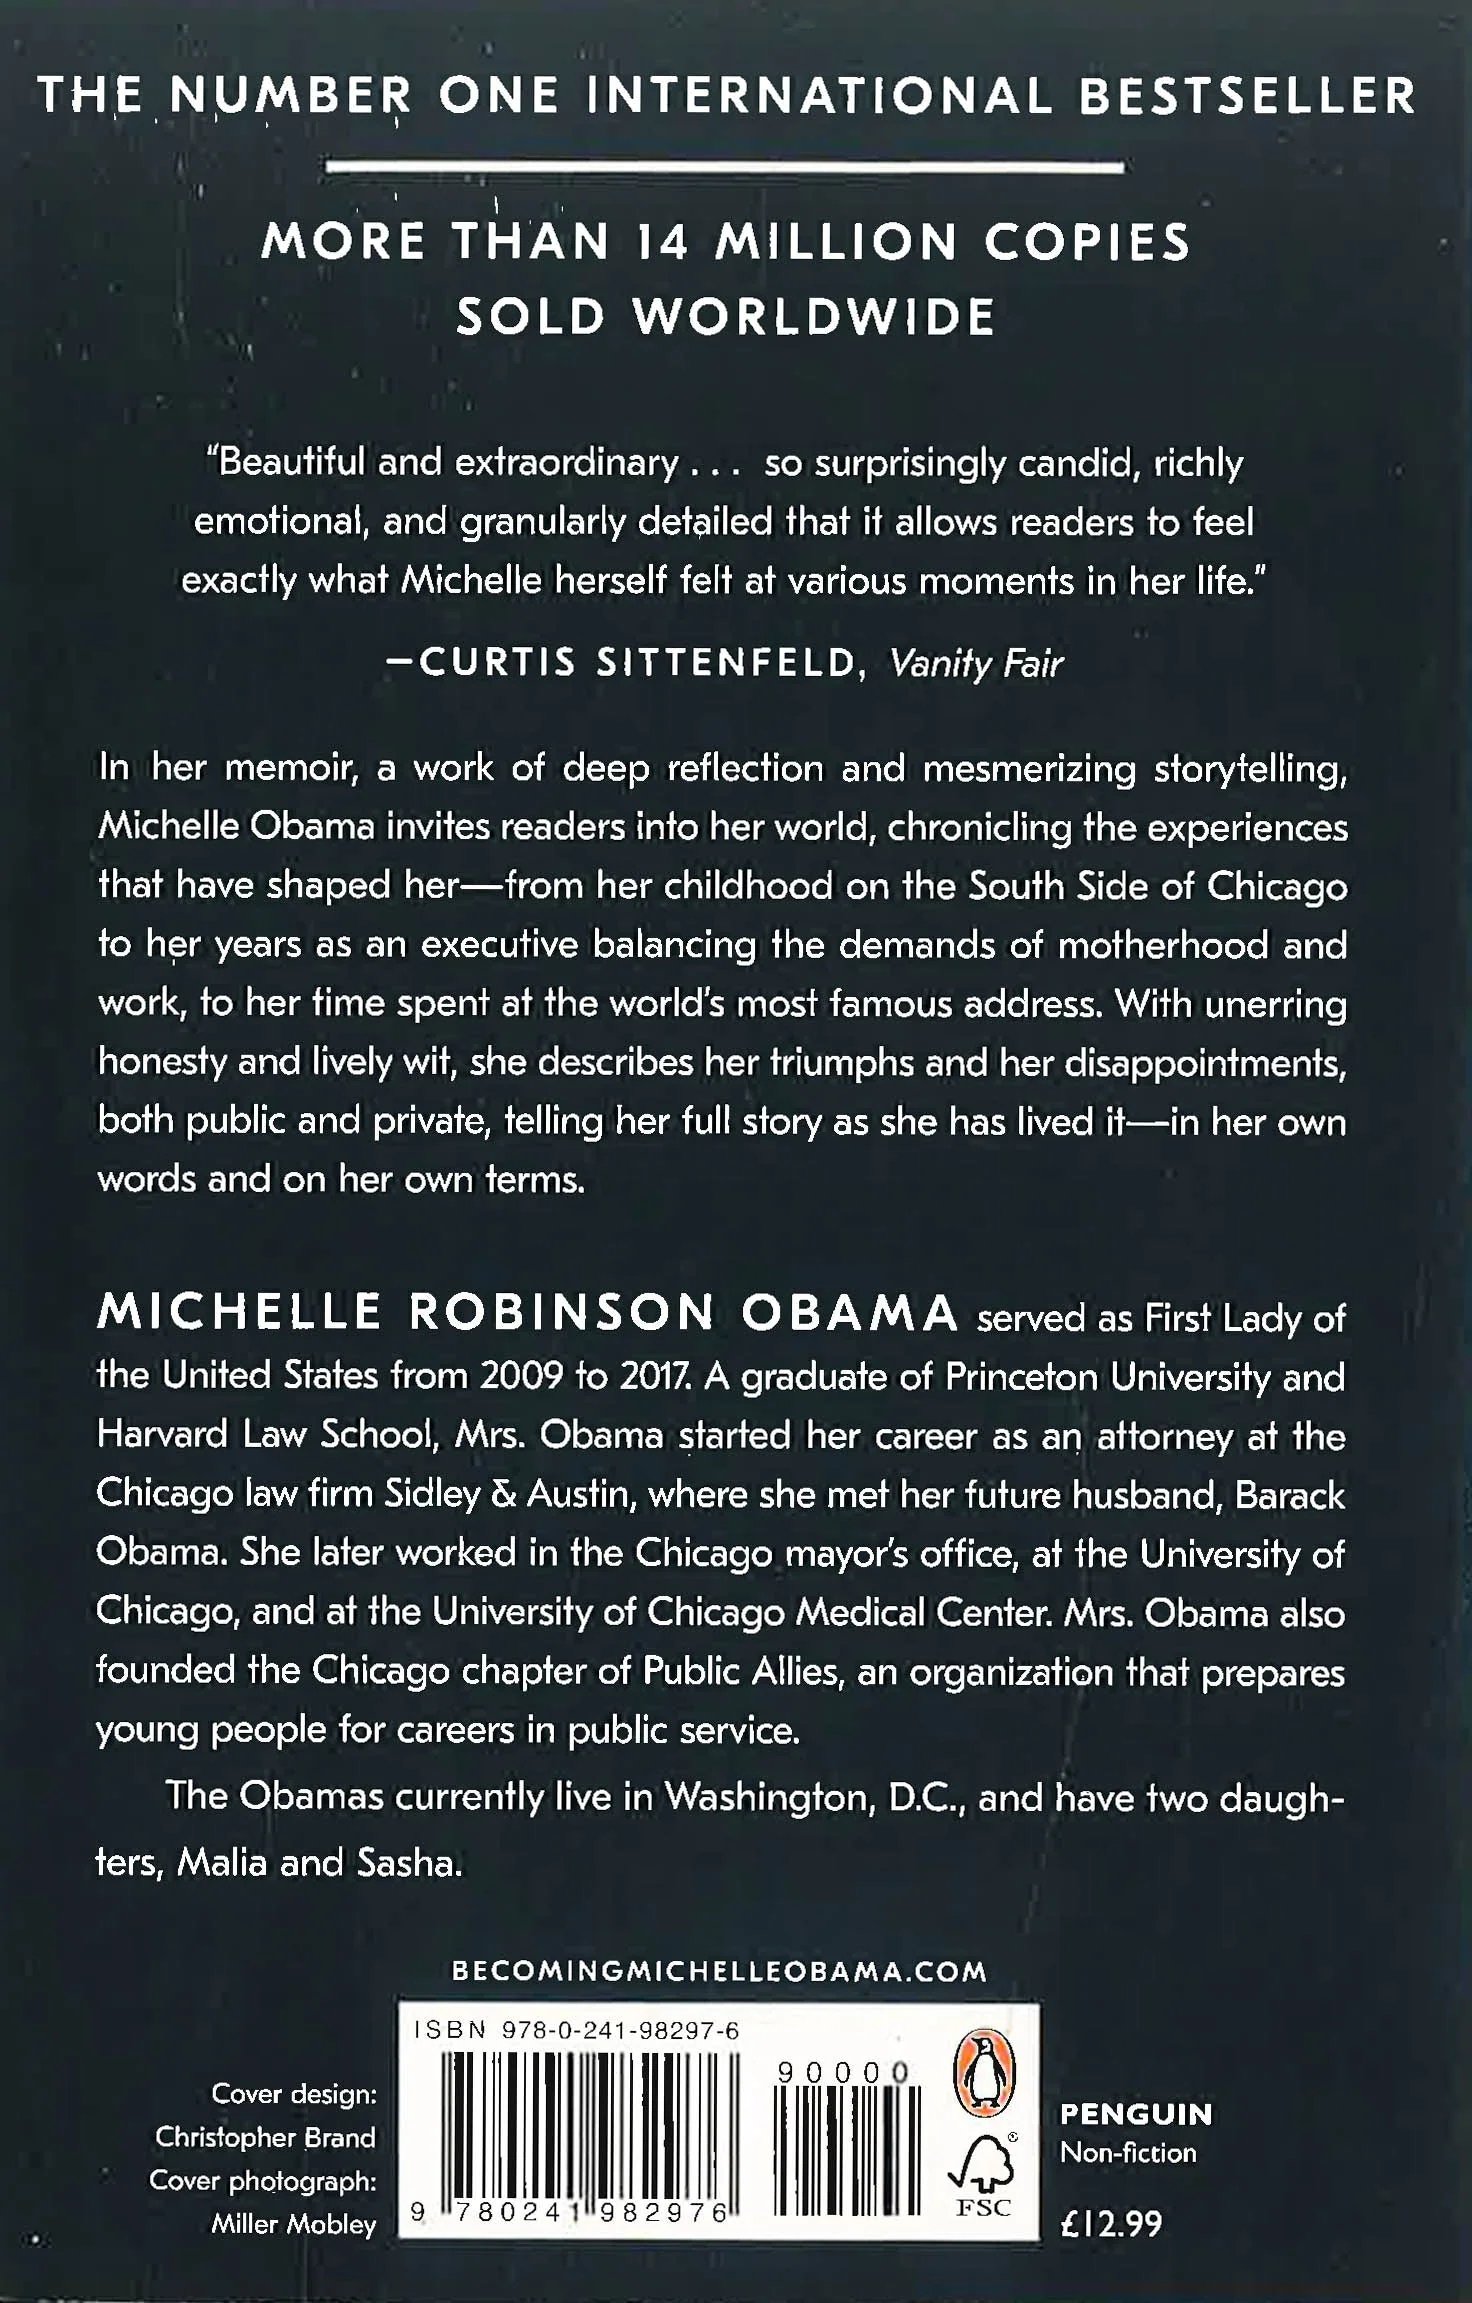 THE NUMBER ONE INTERNATIONAL BESTSELLER
MORE THAN 14 MILLION COPIES
SOLD WORLDWIDE
"Beautiful and extraordinary . . . so surprisingly candid, richly
emotional, and granularly detailed that it allows readers to feel
exactly what Michelle herself felt at various moments in her life."
–CURTIS SITTENFELD, Vanity Fair
In her memoir, a work of deep reflection and mesmerizing storytelling,
Michelle Obama invites readers into her world, chronicling the experiences
that have shaped her—from her childhood on the South Side of Chicago
to her years as an executive balancing the demands of motherhood and
work, to her time spent at the world's most famous address. With unerring
honesty and lively wit, she describes her triumphs and her disappointments,
both public and private, telling her full story as she has lived it—in her own
words and on her own terms.
MICHELLE ROBINSON OBAMA served as First Lady of
the United States from 2009 to 2017. A graduate of Princeton University and
Harvard Law School, Mrs. Obama started her career as an attorney at the
Chicago law firm Sidley & Austin, where she met her future husband, Barack
Obama. She later worked in the Chicago mayor's office, at the University of
Chicago, and at the University of Chicago Medical Center. Mrs. Obama also
founded the Chicago chapter of Public Allies, an organization that prepares
young people for careers in public service.
The Obamas currently live in Washington, D.C., and have two daugh-
ters, Malia and Sasha.
BECOMINGMICHELLEOBAMA.COM
Cover design:
Christopher Brand
Cover photograph:
Miller Mobley
ISBN 978-0-241-98297-6
90000
9 780241 982976
FSC
PENGUIN
Non-fiction
£12.99